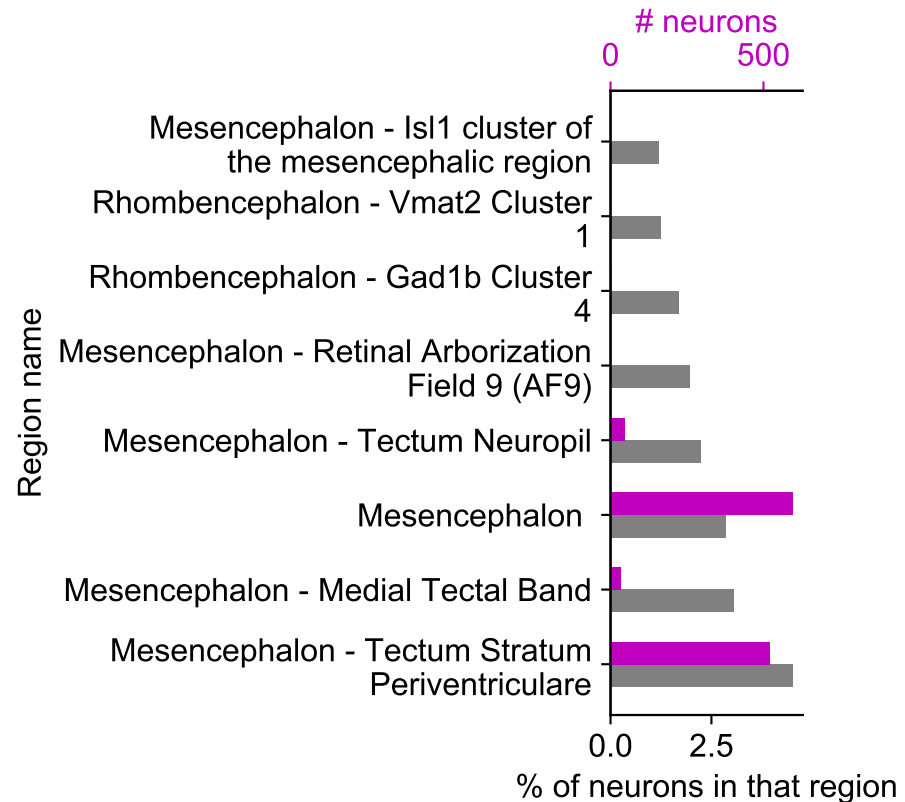 # neurons
0 500
Mesencephalon - Isl1 cluster of
the mesencephalic region
Rhombencephalon - Vmat2 Cluster
1
Rhombencephalon - Gad1b Cluster
4
Mesencephalon - Retinal Arborization
Field 9 (AF9)
Mesencephalon - Tectum Neuropil
Mesencephalon
Mesencephalon - Medial Tectal Band
Mesencephalon - Tectum Stratum
Periventriculare
Region name
0.0 2.5
% of neurons in that region